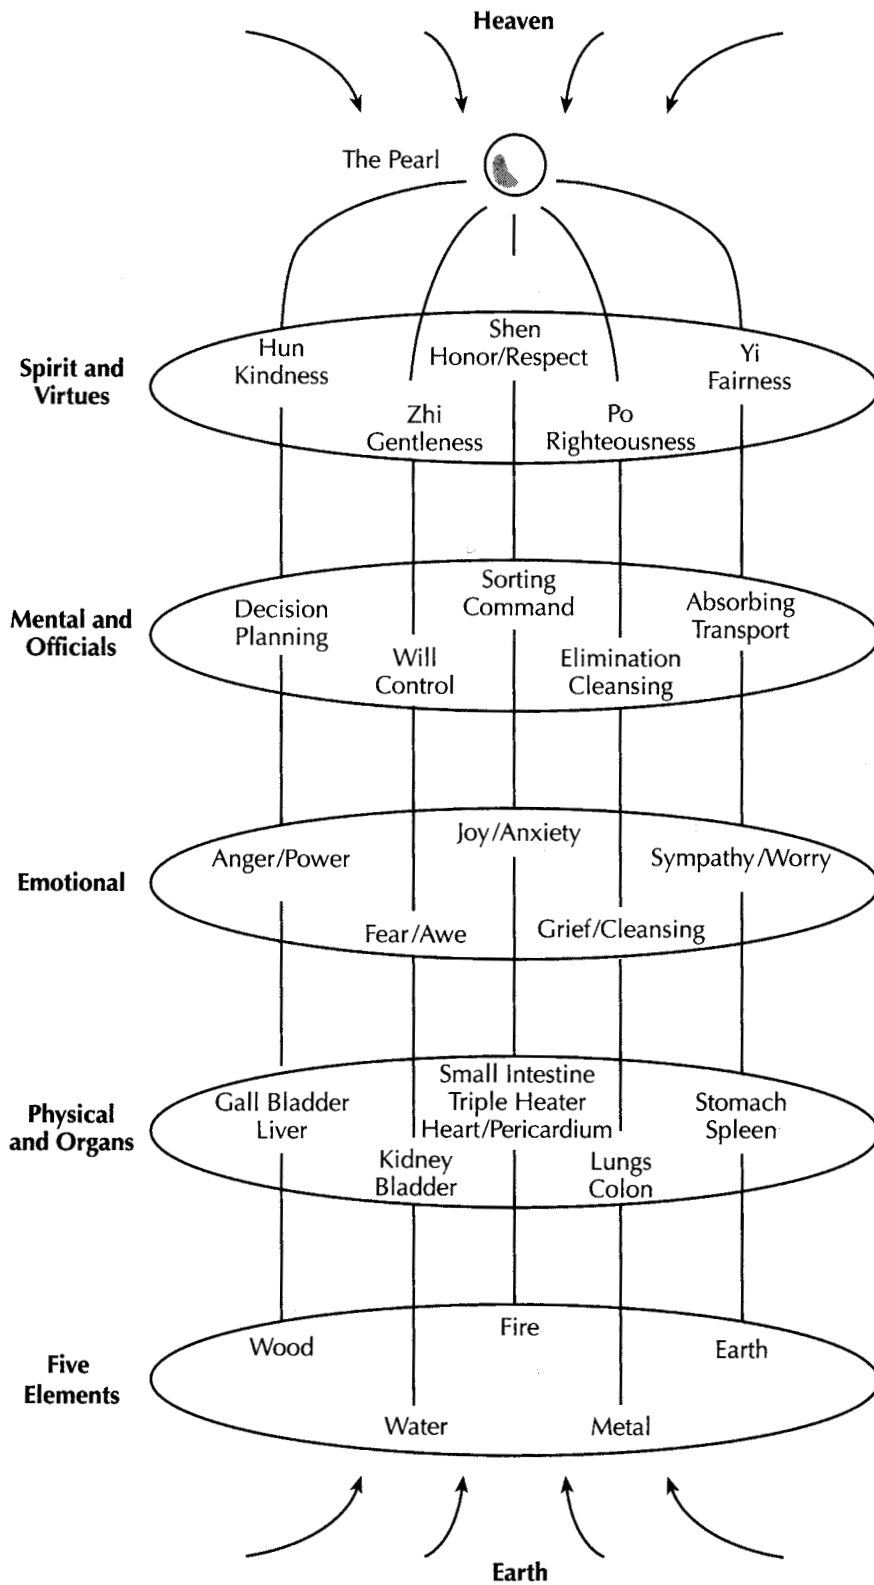 Heaven
The Pearl
Spirit and
Virtues
Hun
Kindness
Shen
Honor/Respect
Yi
Fairness
Zhi
Gentleness
Po
Righteousness
Mental and
Officials
Decision
Planning
Sorting
Command
Absorbing
Transport
Will
Control
Elimination
Cleansing
Emotional
Anger/Power
Joy/Anxiety
Sympathy/Worry
Fear/Awe
Grief/Cleansing
Physical
and Organs
Gall Bladder
Liver
Small Intestine
Triple Heater
Heart/Pericardium
Stomach
Spleen
Kidney
Bladder
Lungs
Colon
Five
Elements
Wood
Fire
Earth
Water
Metal
Earth